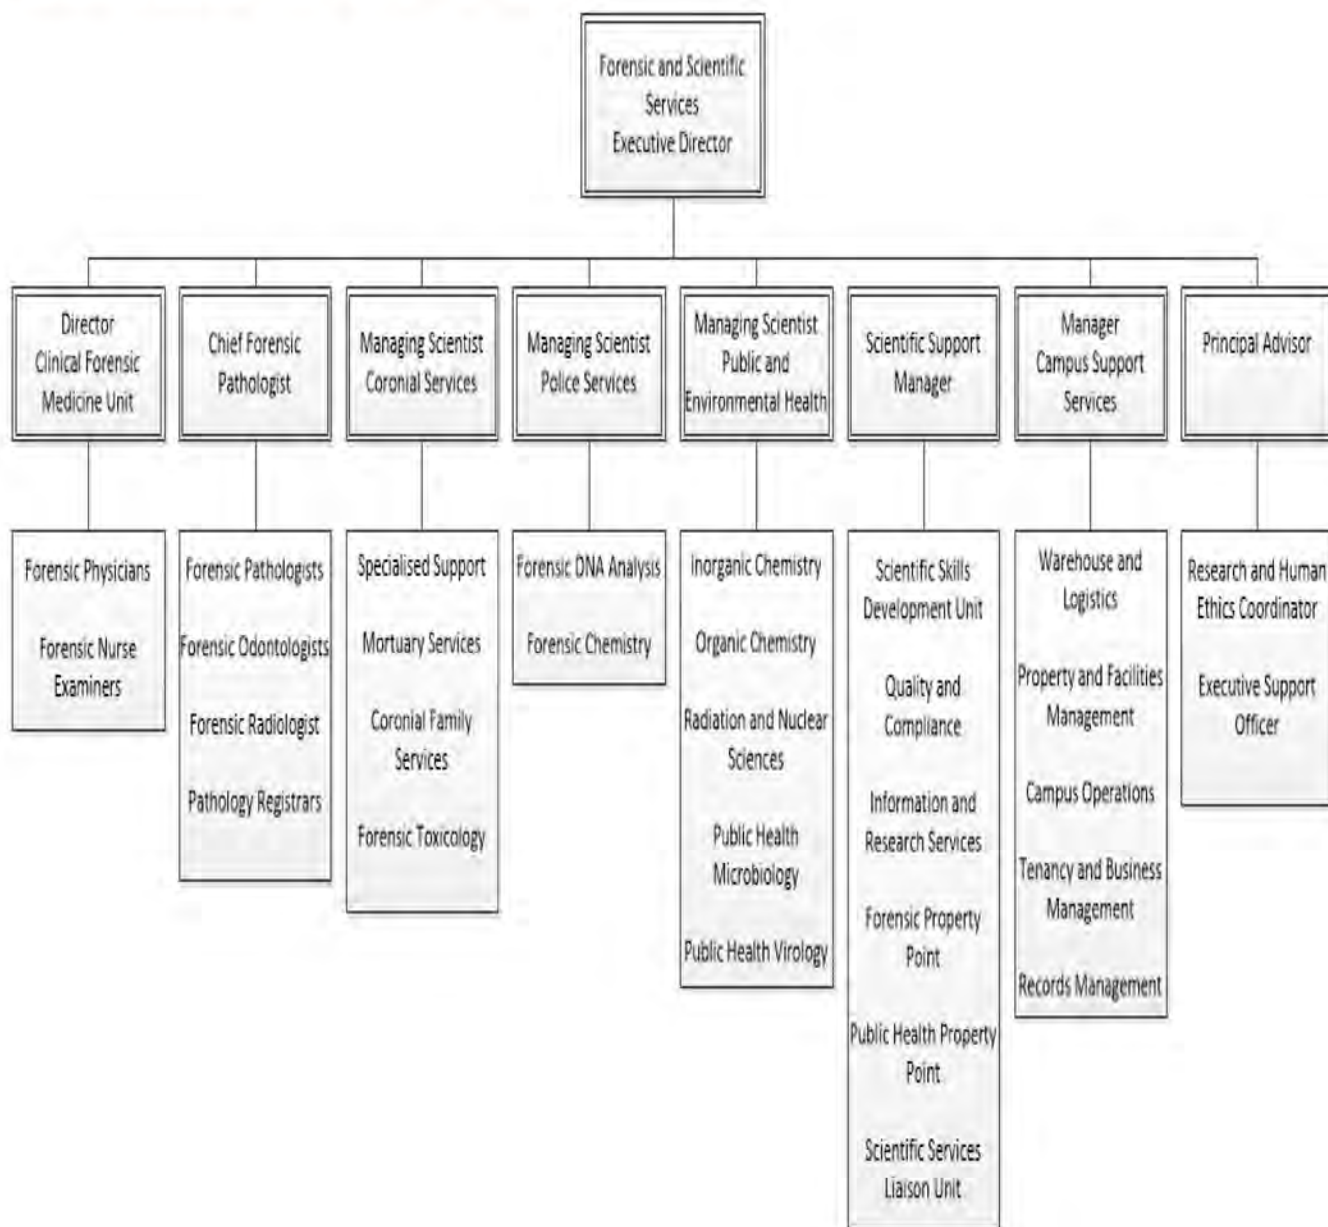 Forensic and Scientific
Services
Executive Director
Director
Clinical Forensic
Medicine Unit
Chief Forensic
Pathologist
Managing Scientist
Coronial Services
Managing Scientist
Police Services
Managing Scientist
Public and
Environmental Health
Scientific Support
Manager
Manager
Campus Support
Services
Principal Advisor
Forensic Physicians
Forensic Nurse
Examiners
Forensic Pathologists
Forensic Odontologists
Forensic Radiologist
Pathology Registrars
Specialised Support
Mortuary Services
Coronial Family
Services
Forensic Toxicology
Forensic DNA Analysis
Forensic Chemistry
Inorganic Chemistry
Organic Chemistry
Radiation and Nuclear
Sciences
Public Health
Microbiology
Public Health Virology
Scientific Skills
Development Unit
Quality and
Compliance
Information and
Research Services
Forensic Property
Point
Public Health Property
Point
Scientific Services
Liaison Unit
Warehouse and
Logistics
Property and Facilities
Management
Campus Operations
Tenancy and Business
Management
Records Management
Research and Human
Ethics Coordinator
Executive Support
Officer